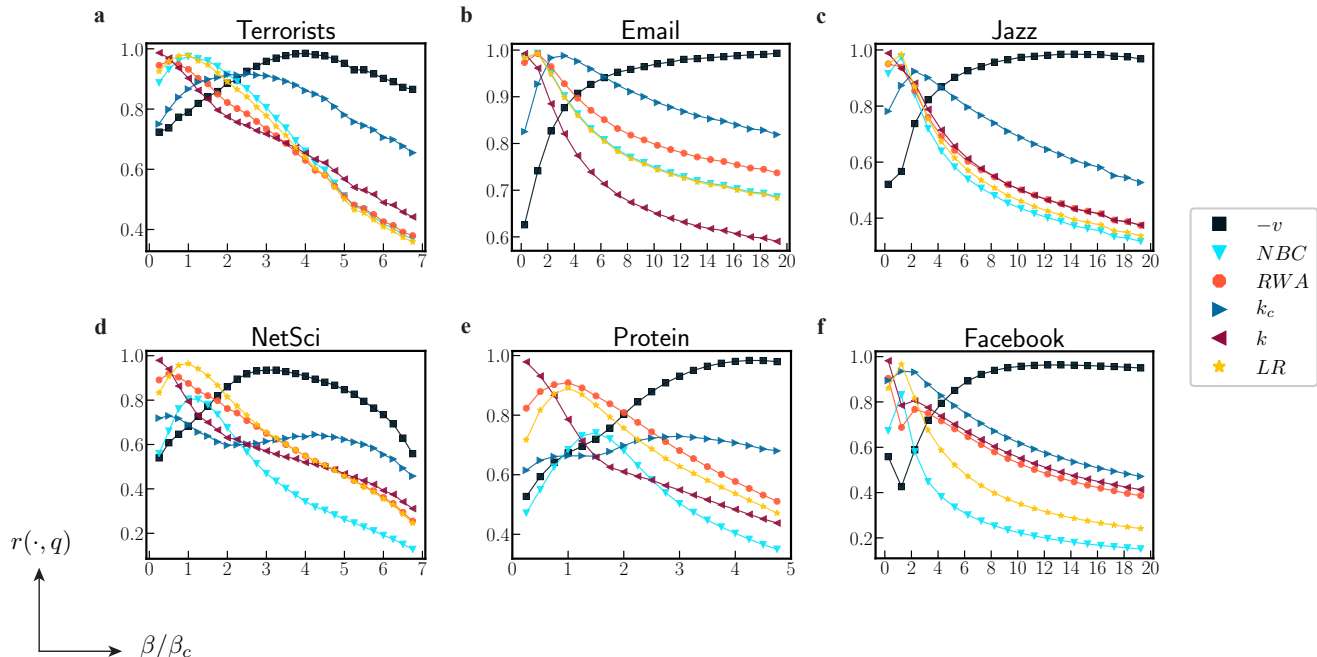 a Terrorists
1.0
0.8
0.6
0.4
0 1 2 3 4 5 6 7
b Email
1.0
0.9
0.8
0.7
0.6
0 2 4 6 8 10 12 14 16 18 20
c Jazz
1.0
0.8
0.6
0.4
0 2 4 6 8 10 12 14 16 18 20
−v
NBC
RWA
k_c
k
LR
d NetSci
1.0
0.8
0.6
0.4
0.2
0 1 2 3 4 5 6 7
e Protein
1.0
0.8
0.6
0.4
0 1 2 3 4 5
f Facebook
1.0
0.8
0.6
0.4
0.2
0 2 4 6 8 10 12 14 16 18 20
r(·, q)
β/β_c